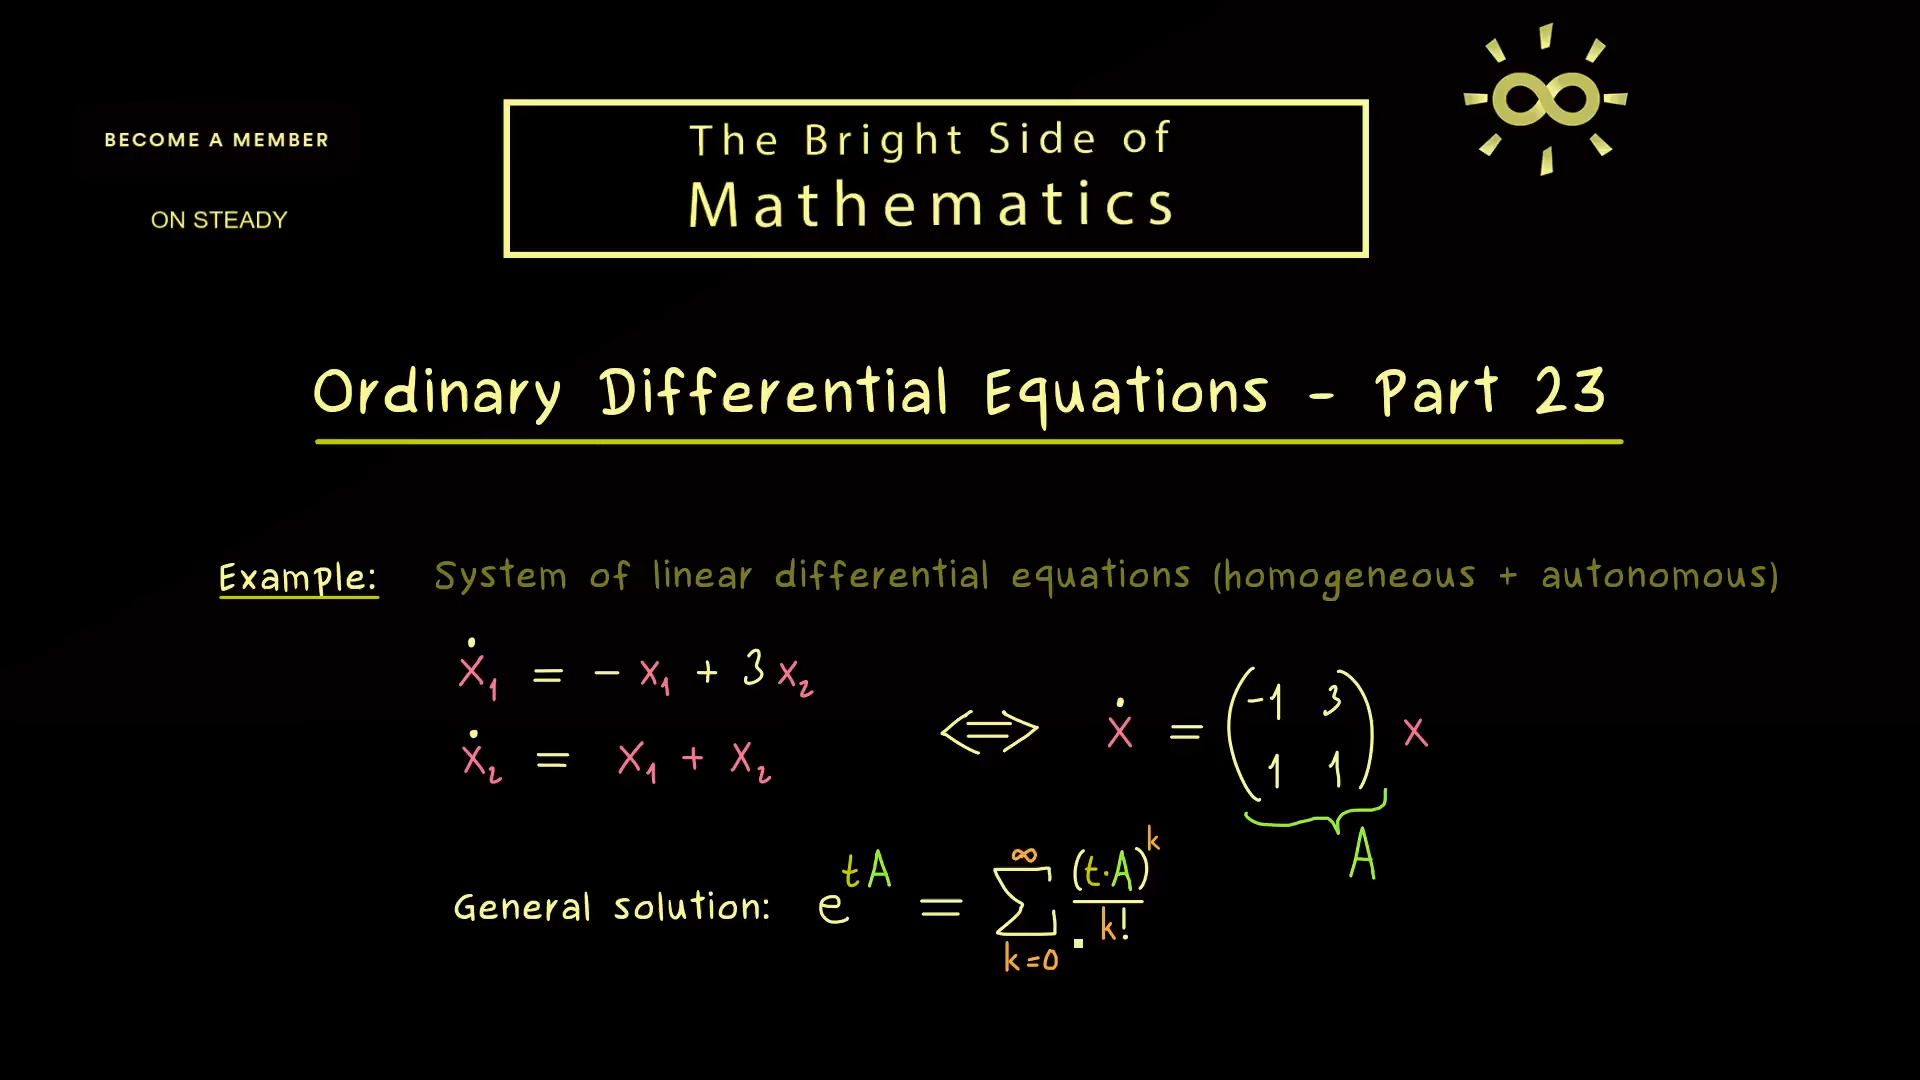 BECOME A MEMBER
ON STEADY
The Bright Side of
Mathematics
Ordinary Differential Equations - Part 23
Example: System of linear differential equations (homogeneous + autonomous)
ẋ₁ = - x₁ + 3 x₂
ẋ₂ = x₁ + x₂
⟺ ẋ = ( -1 3
1 1 ) x
A
General solution: e^{tA} = ∑_{k=0}^{∞} (t·A)^k / k!